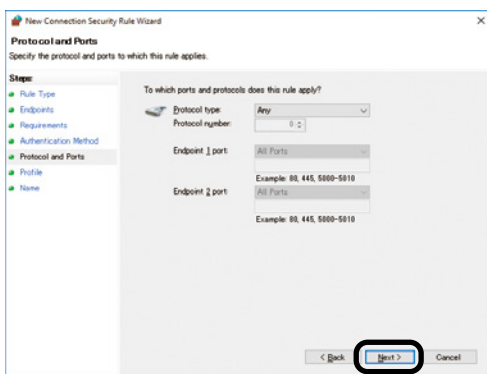 New Connection Security Rule Wizard
Protocol and Ports
Specify the protocol and ports to which this rule applies.
Steps:
Rule Type
Endpoints
Requirements
Authentication Method
Protocol and Ports
Profile
Name
To which ports and protocols does this rule apply?
Protocol type: Any
Protocol number: 0
Endpoint 1 port: All Ports
Example: 80, 445, 5000-5010
Endpoint 2 port: All Ports
Example: 80, 445, 5000-5010
< Back Next > Cancel